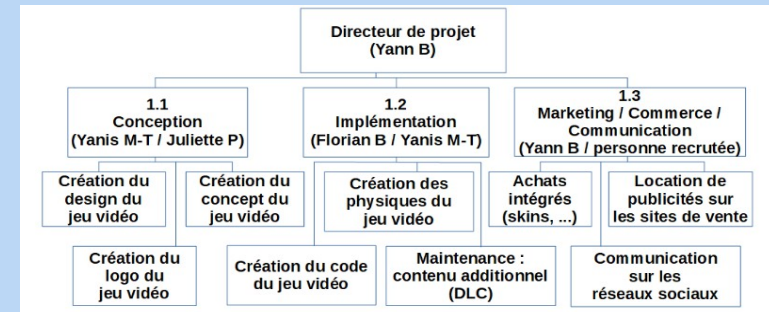 Directeur de projet
(Yann B)
1.1
Conception
(Yanis M-T / Juliette P)
1.2
Implémentation
(Florian B / Yanis M-T)
1.3
Marketing / Commerce /
Communication
(Yann B / personne recrutée)
Création du
design du
jeu vidéo
Création du
concept du
jeu vidéo
Création des
physiques du
jeu vidéo
Achats
intégrés
(skins, ...)
Location de
publicités sur
les sites de vente
Création du
logo du
jeu vidéo
Création du code
du jeu vidéo
Maintenance :
contenu additionnel
(DLC)
Communication
sur les
réseaux sociaux